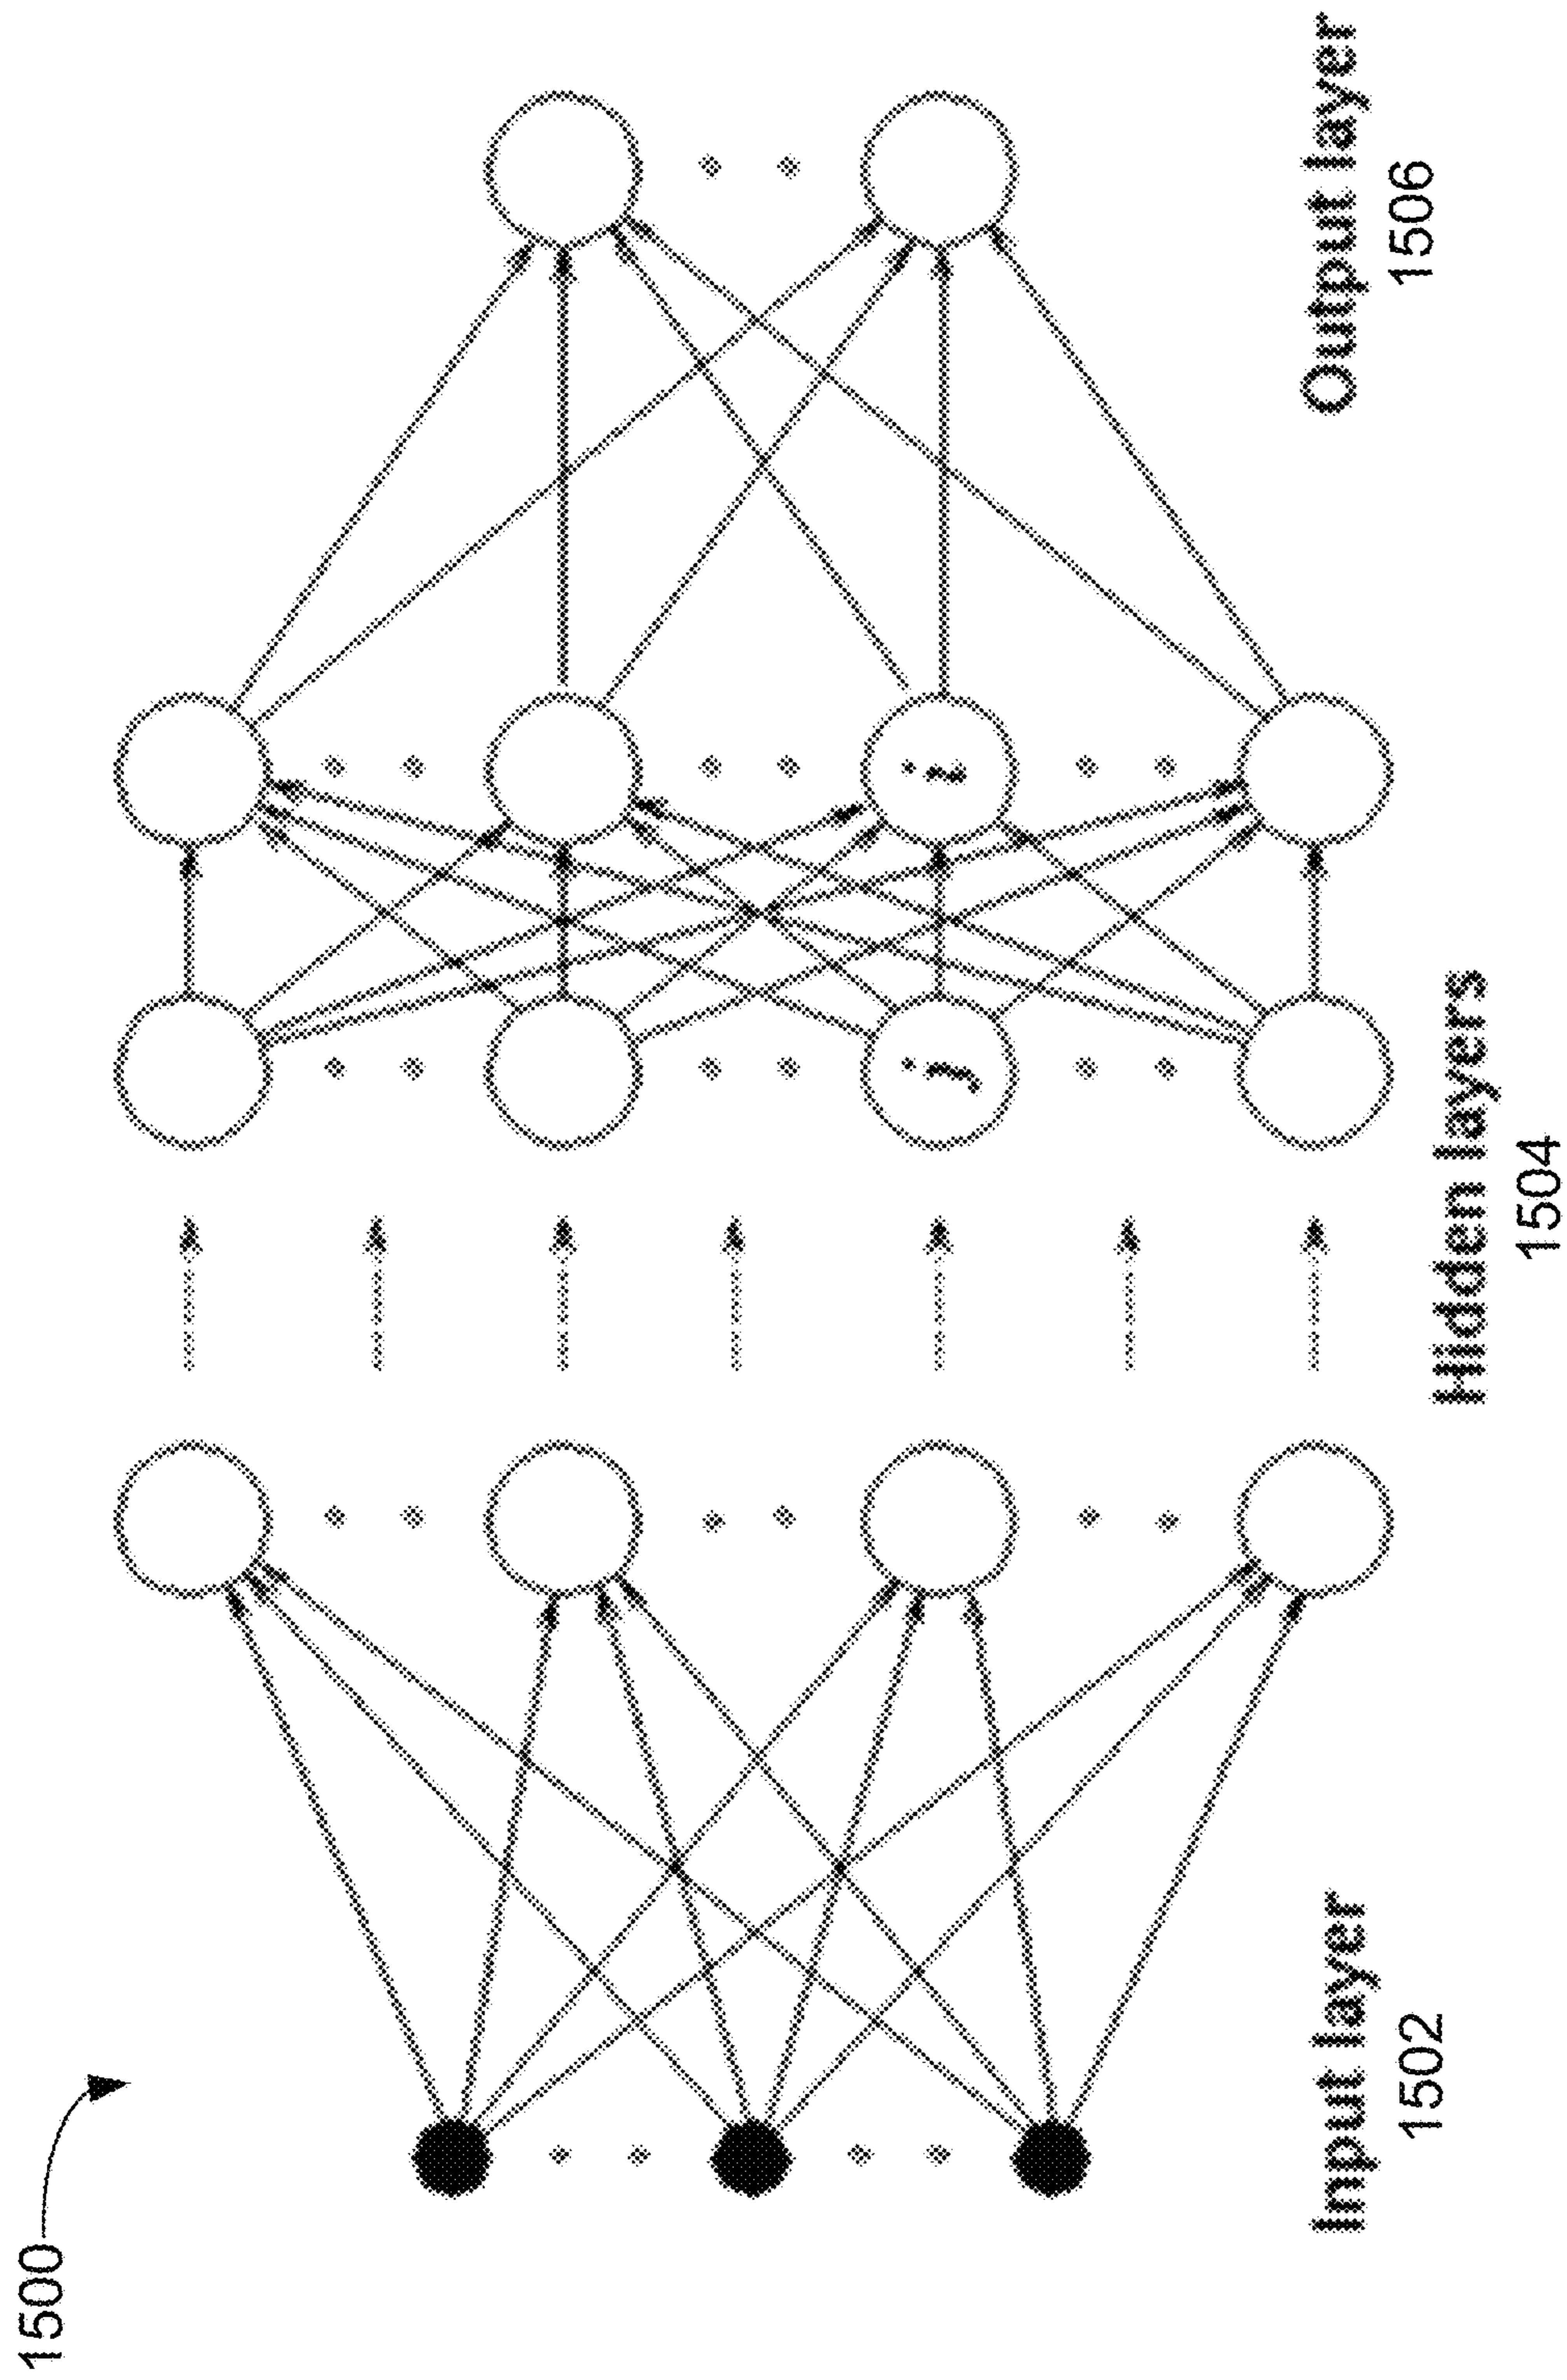 1500
j
i
Input layer
1502
Hidden layers
1504
Output layer
1506